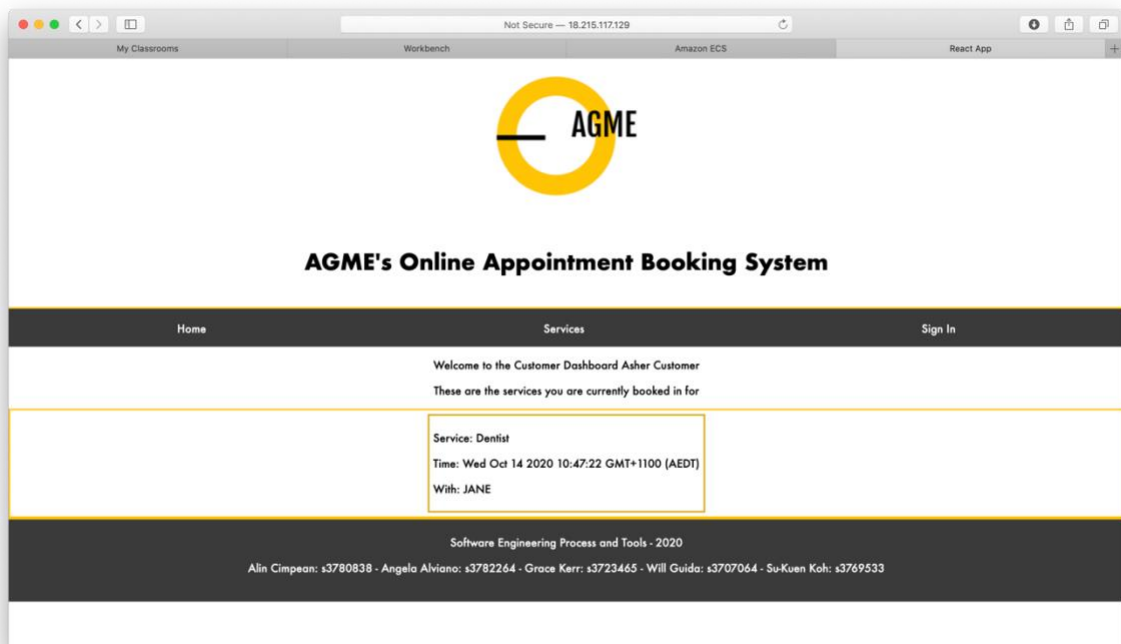 Not Secure — 18.215.117.129
My Classrooms
Workbench
Amazon ECS
React App
AGME
AGME's Online Appointment Booking System
Home
Services
Sign In
Welcome to the Customer Dashboard Asher Customer
These are the services you are currently booked in for
Service: Dentist
Time: Wed Oct 14 2020 10:47:22 GMT+1100 (AEDT)
With: JANE
Software Engineering Process and Tools - 2020
Alin Cimpean: s3780838 - Angela Alviano: s3782264 - Grace Kerr: s3723465 - Will Guida: s3707064 - Su-Kuen Koh: s3769533